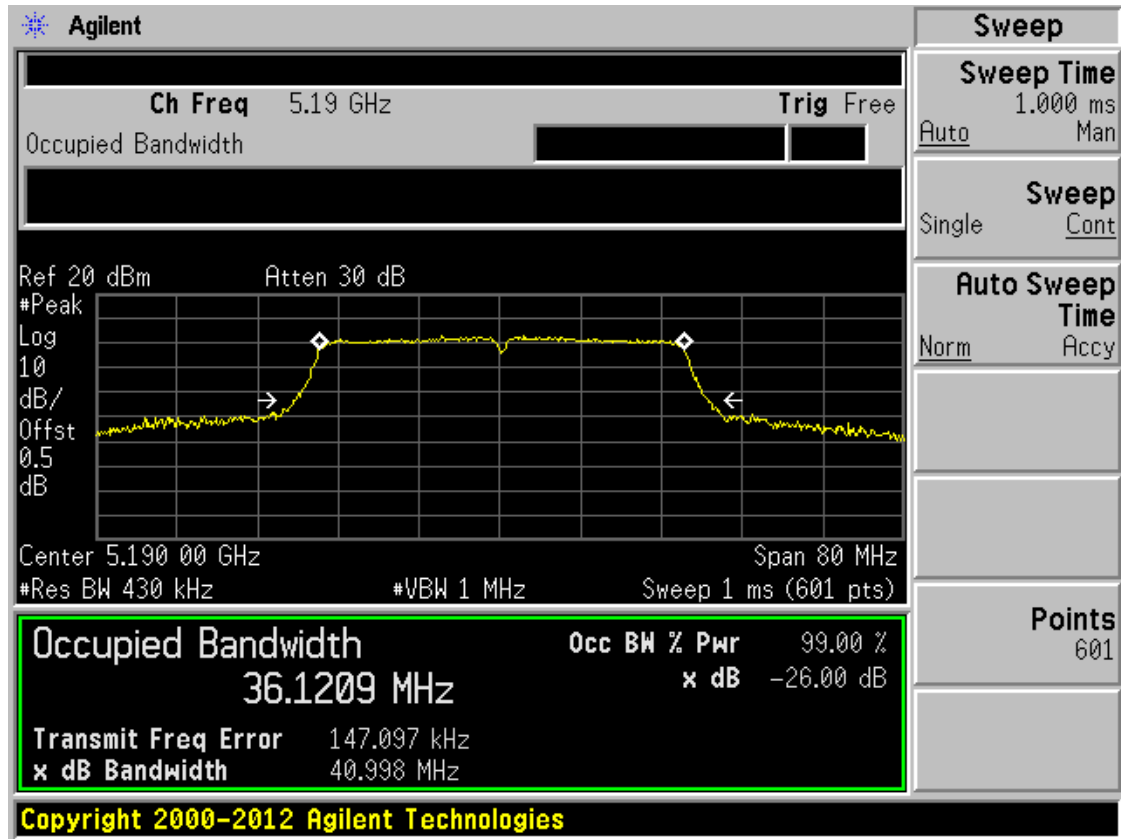 Agilent
Ch Freq 5.19 GHz Trig Free
Occupied Bandwidth
Ref 20 dBm Atten 30 dB
#Peak
Log
10
dB/
Offst
0.5
dB
Center 5.190 00 GHz Span 80 MHz
#Res BW 430 kHz #VBW 1 MHz Sweep 1 ms (601 pts)
Occupied Bandwidth Occ BW % Pwr 99.00 %
36.1209 MHz x dB -26.00 dB
Transmit Freq Error 147.097 kHz
x dB Bandwidth 40.998 MHz
Copyright 2000-2012 Agilent Technologies
Sweep
Sweep Time
1.000 ms
Auto Man
Sweep
Single Cont
Auto Sweep
Time
Norm Accy
Points
601